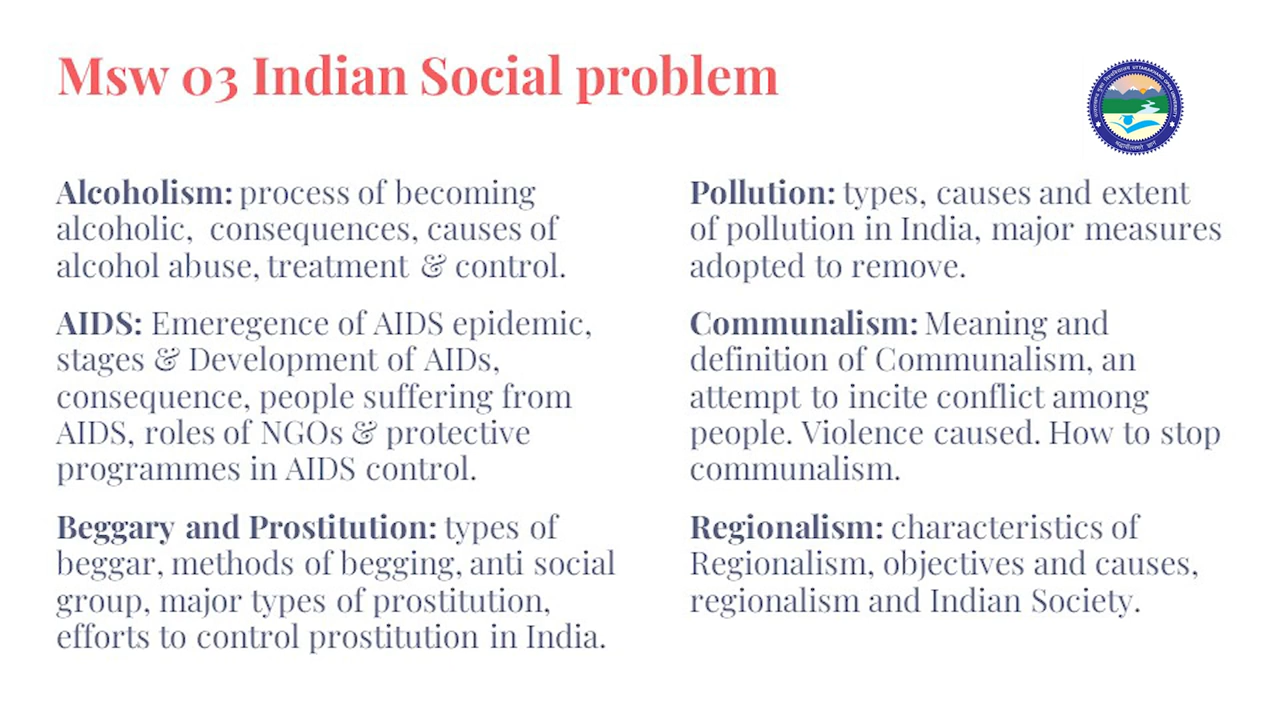 Msw 03 Indian Social problem
Alcoholism: process of becoming
alcoholic, consequences, causes of
alcohol abuse, treatment & control.
AIDS: Emeregence of AIDS epidemic,
stages & Development of AIDs,
consequence, people suffering from
AIDS, roles of NGOs & protective
programmes in AIDS control.
Beggary and Prostitution: types of
beggar, methods of begging, anti social
group, major types of prostitution,
efforts to control prostitution in India.
Pollution: types, causes and extent
of pollution in India, major measures
adopted to remove.
Communalism: Meaning and
definition of Communalism, an
attempt to incite conflict among
people. Violence caused. How to stop
communalism.
Regionalism: characteristics of
Regionalism, objectives and causes,
regionalism and Indian Society.
UTTARAKHAND OPEN UNIVERSITY